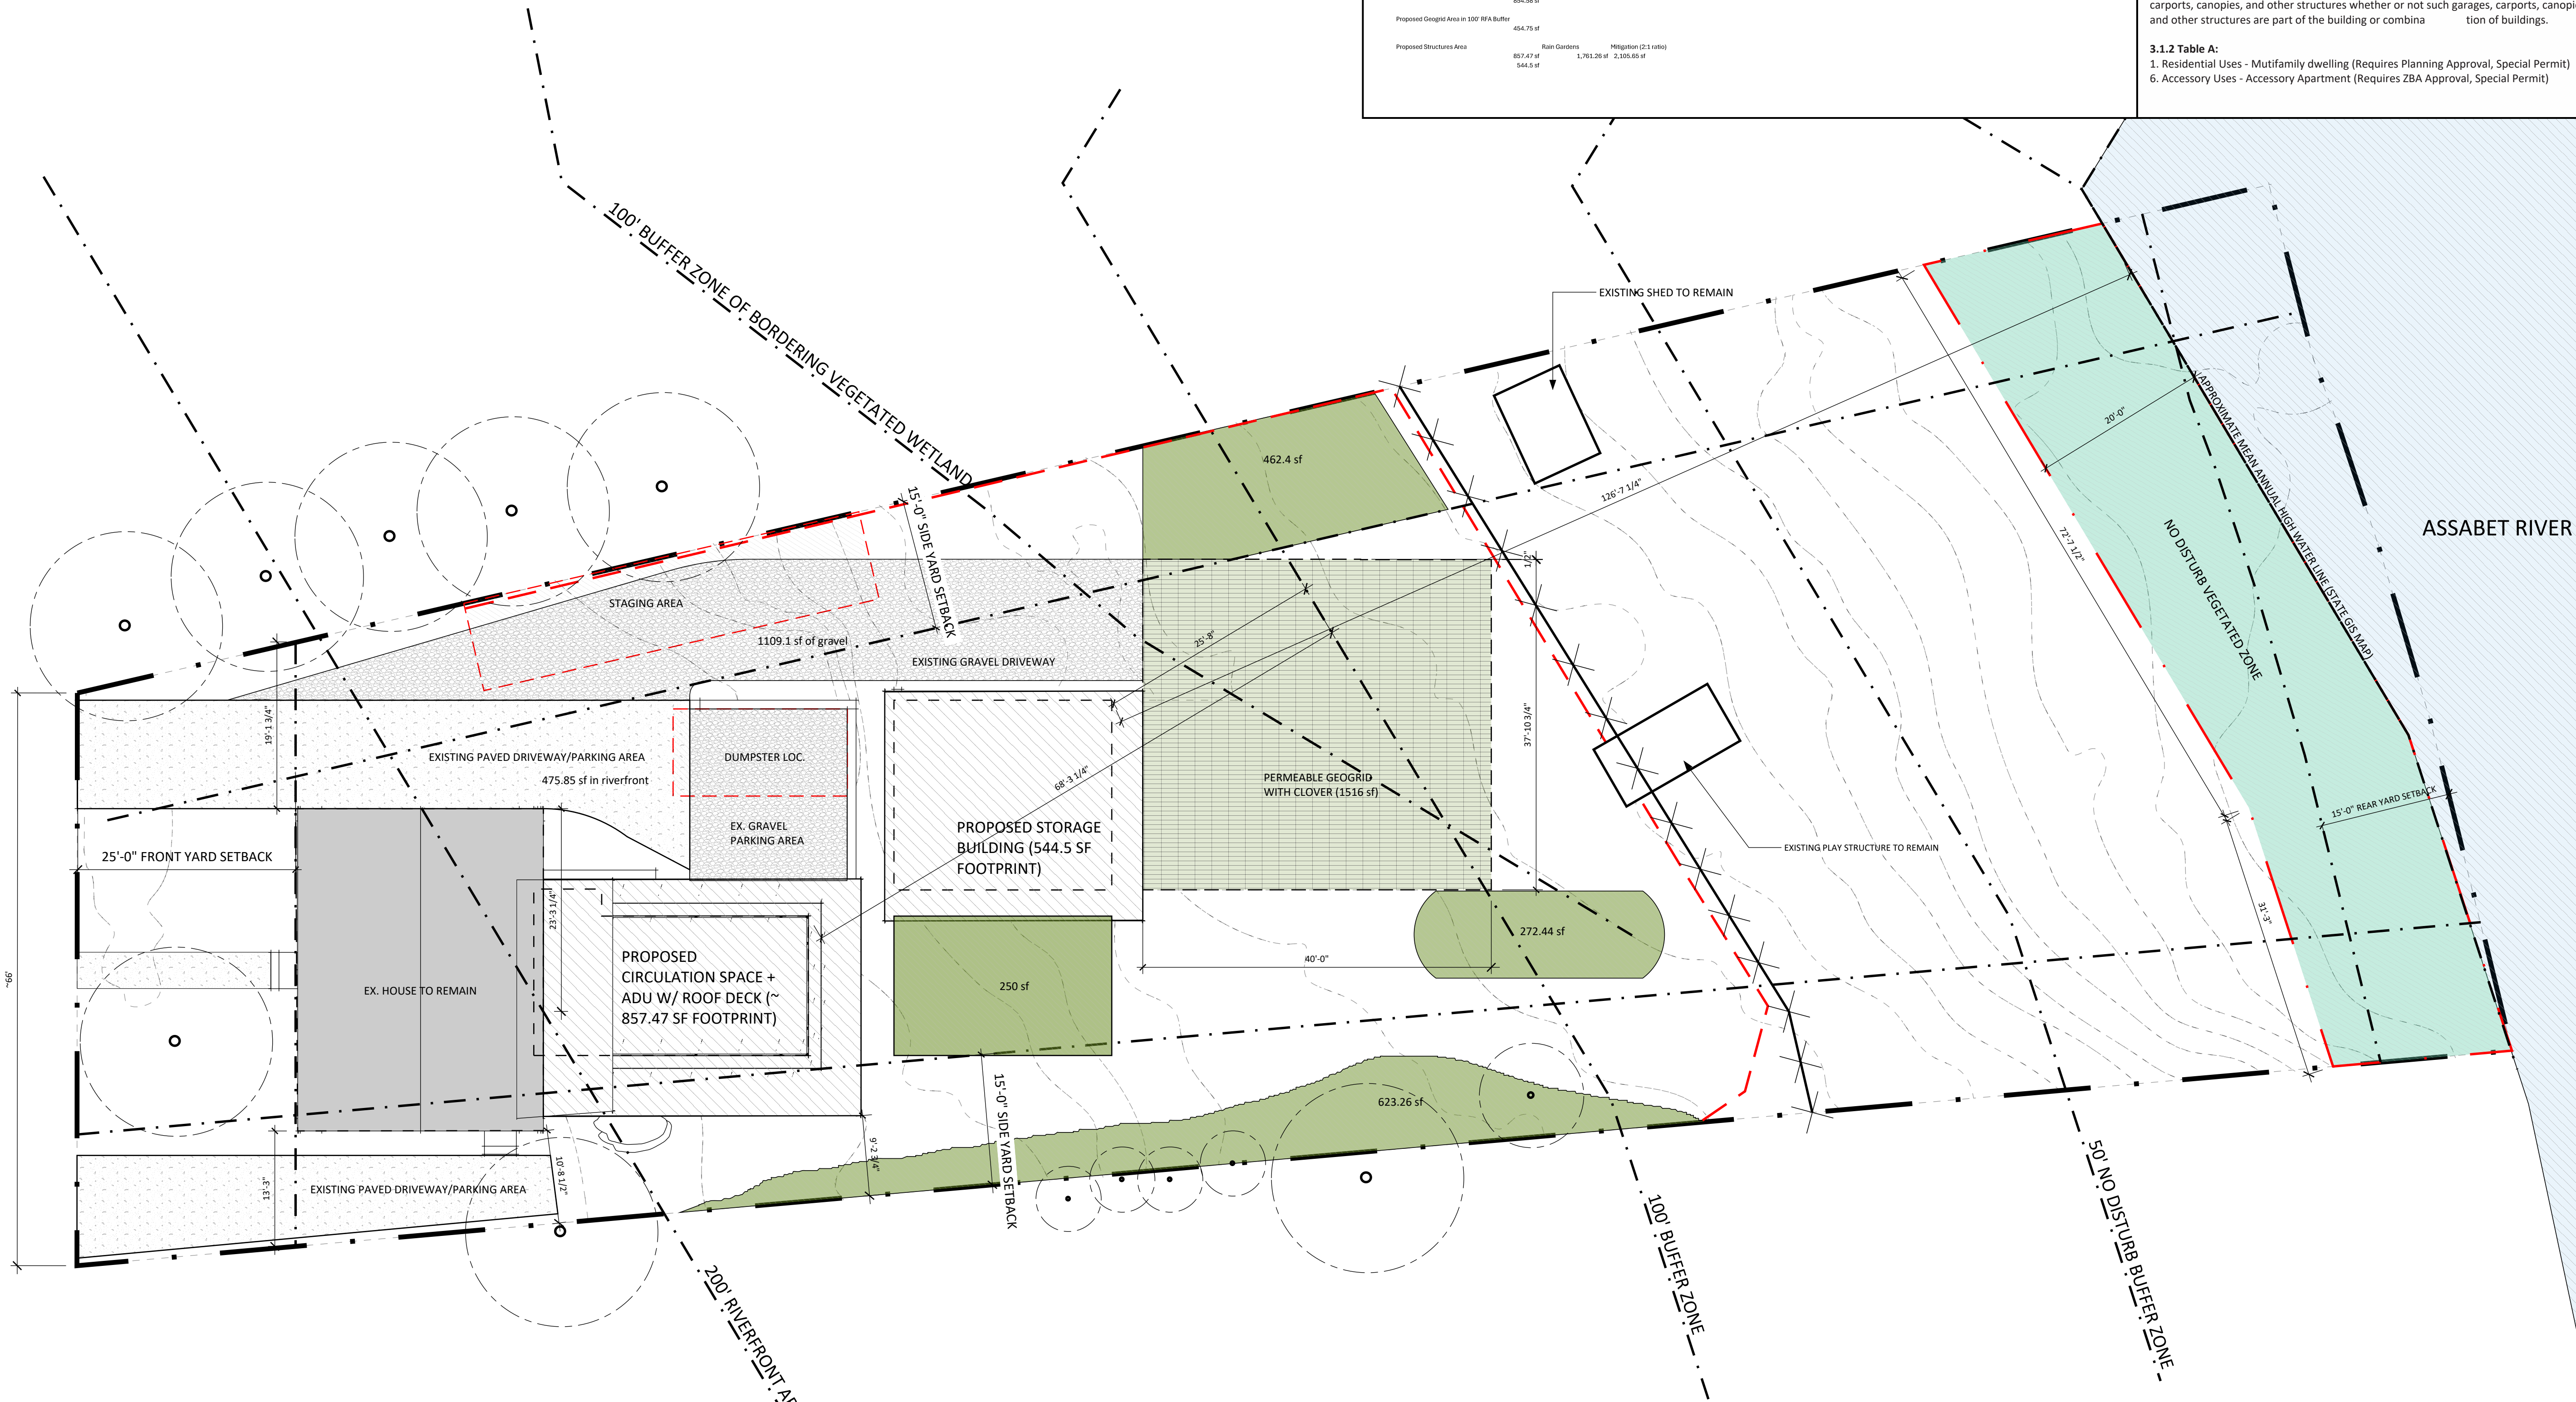 Proposed Geogrid Area in 100' RFA Buffer
454.75 sf
Proposed Structures Area
Rain Gardens
Mitigation (2:1 ratio)
857.47 sf
1,761.26 sf
2,105.65 sf
544.5 sf
carports, canopies, and other structures whether or not such garages, carports,
and other structures are part of the building or combina tion of buildings.
3.1.2 Table A:
1. Residential Uses - Mutifamily dwelling (Requires Planning Approval, Special Permit)
6. Accessory Uses - Accessory Apartment (Requires ZBA Approval, Special Permit)
100' BUFFER ZONE OF BORDERING VEGETATED WETLAND
EXISTING SHED TO REMAIN
462.4 sf
15'-0" SIDE YARD SETBACK
126'-7 1/4"
20'-0"
APPROXIMATE MEAN ANNUAL HIGH WATER LINE (STATE GIS MAP)
ASSABET RIVER
NO DISTURB VEGETATED ZONE
72'-7 1/2"
STAGING AREA
1109.1 sf of gravel
EXISTING GRAVEL DRIVEWAY
25'-8"
1/2"
19'-1 3/4"
EXISTING PAVED DRIVEWAY/PARKING AREA
475.85 sf in riverfront
DUMPSTER LOC.
68'-3 1/4"
37'-10 3/4"
PERMEABLE GEOGRID
WITH CLOVER (1516 sf)
EX. GRAVEL
PARKING AREA
PROPOSED STORAGE
BUILDING (544.5 SF
FOOTPRINT)
15'-0" REAR YARD SETBACK
EXISTING PLAY STRUCTURE TO REMAIN
25'-0" FRONT YARD SETBACK
23'-3 1/4"
31'-3"
272.44 sf
40'-0"
~66'
EX. HOUSE TO REMAIN
PROPOSED
CIRCULATION SPACE +
ADU W/ ROOF DECK (~
857.47 SF FOOTPRINT)
250 sf
623.26 sf
15'-0" SIDE YARD SETBACK
9'-2 3/4"
10'-8 1/2"
13'-3"
EXISTING PAVED DRIVEWAY/PARKING AREA
200' RIVERFRONT
100' BUFFER ZONE
50' NO DISTURB BUFFER ZONE